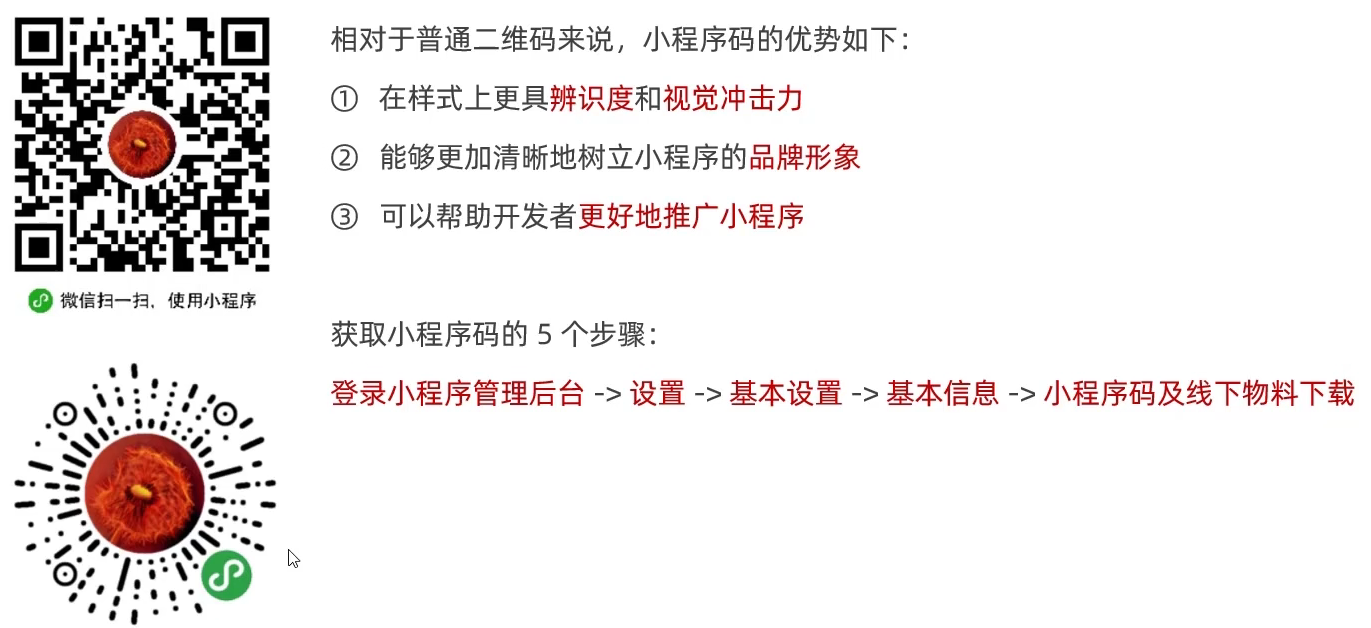 相对于普通二维码来说，小程序码的优势如下：
① 在样式上更具辨识度和视觉冲击力
② 能够更加清晰地树立小程序的品牌形象
③ 可以帮助开发者更好地推广小程序
微信扫一扫，使用小程序
获取小程序码的 5 个步骤：
登录小程序管理后台 -> 设置 -> 基本设置 -> 基本信息 -> 小程序码及线下物料下载